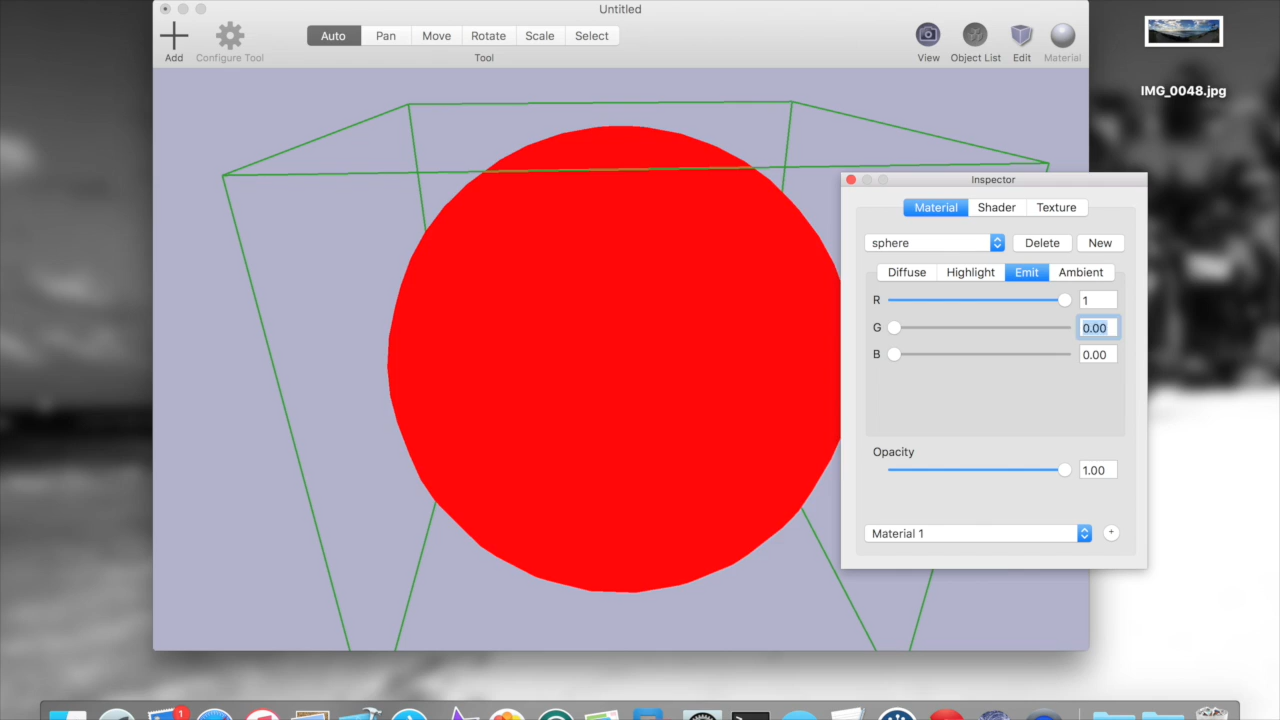 Untitled
Auto Pan Move Rotate Scale Select
Add Configure Tool Tool View Object List Edit Material
IMG_0048.jpg
Inspector
Material Shader Texture
sphere Delete New
Diffuse Highlight Emit Ambient
R 1
G 0.00
B 0.00
Opacity
1.00
Material 1 +
1